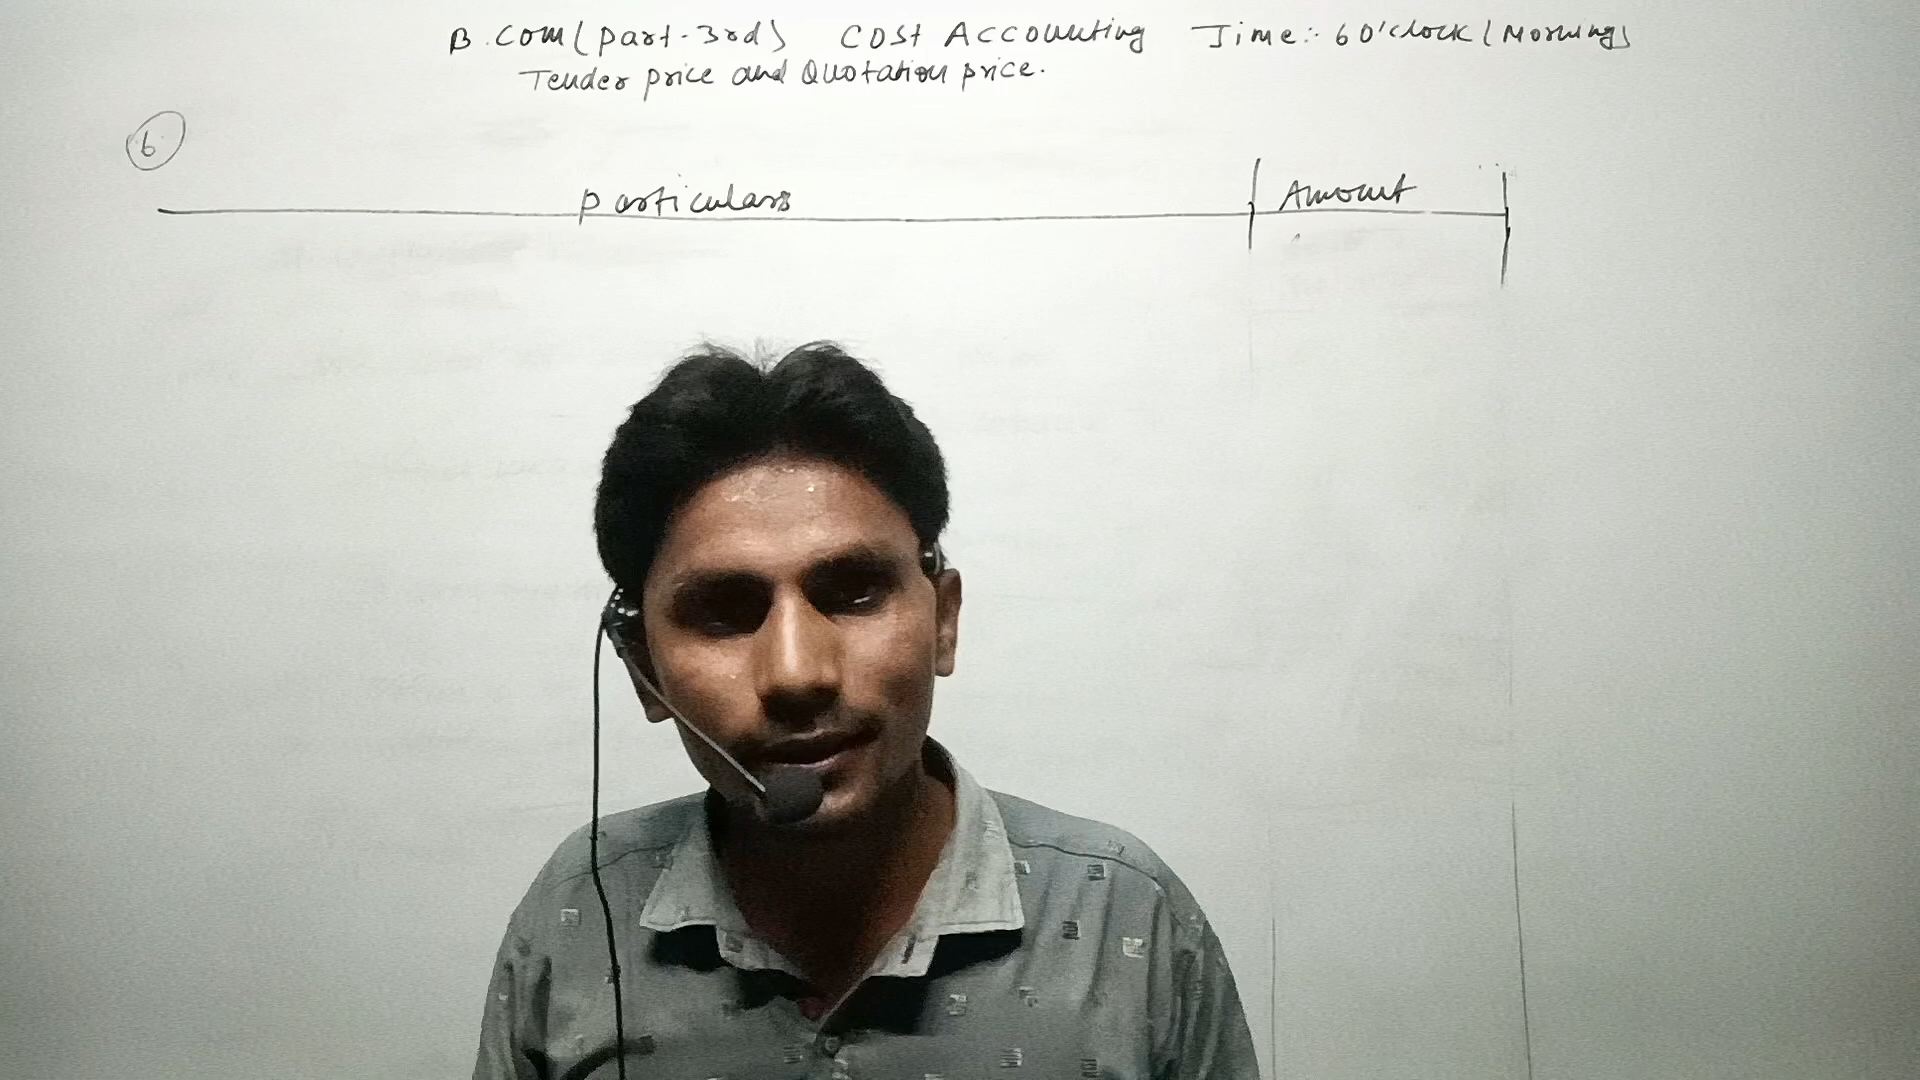 B.COM (Part-3rd) COST ACCOUNTING Time:- 6 O'clock (Morning)
Tender price and Quotation price.
6
Particulars Amount